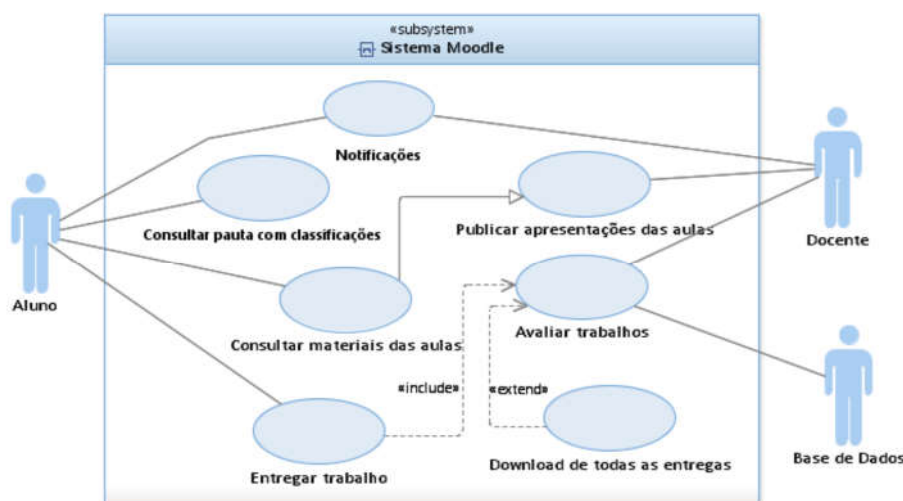 «subsystem»
Sistema Moodle
Notificações
Consultar pauta com classificações
Publicar apresentações das aulas
Docente
Aluno
Consultar materiais das aulas
Avaliar trabalhos
«include»
«extend»
Entregar trabalho
Download de todas as entregas
Base de Dados